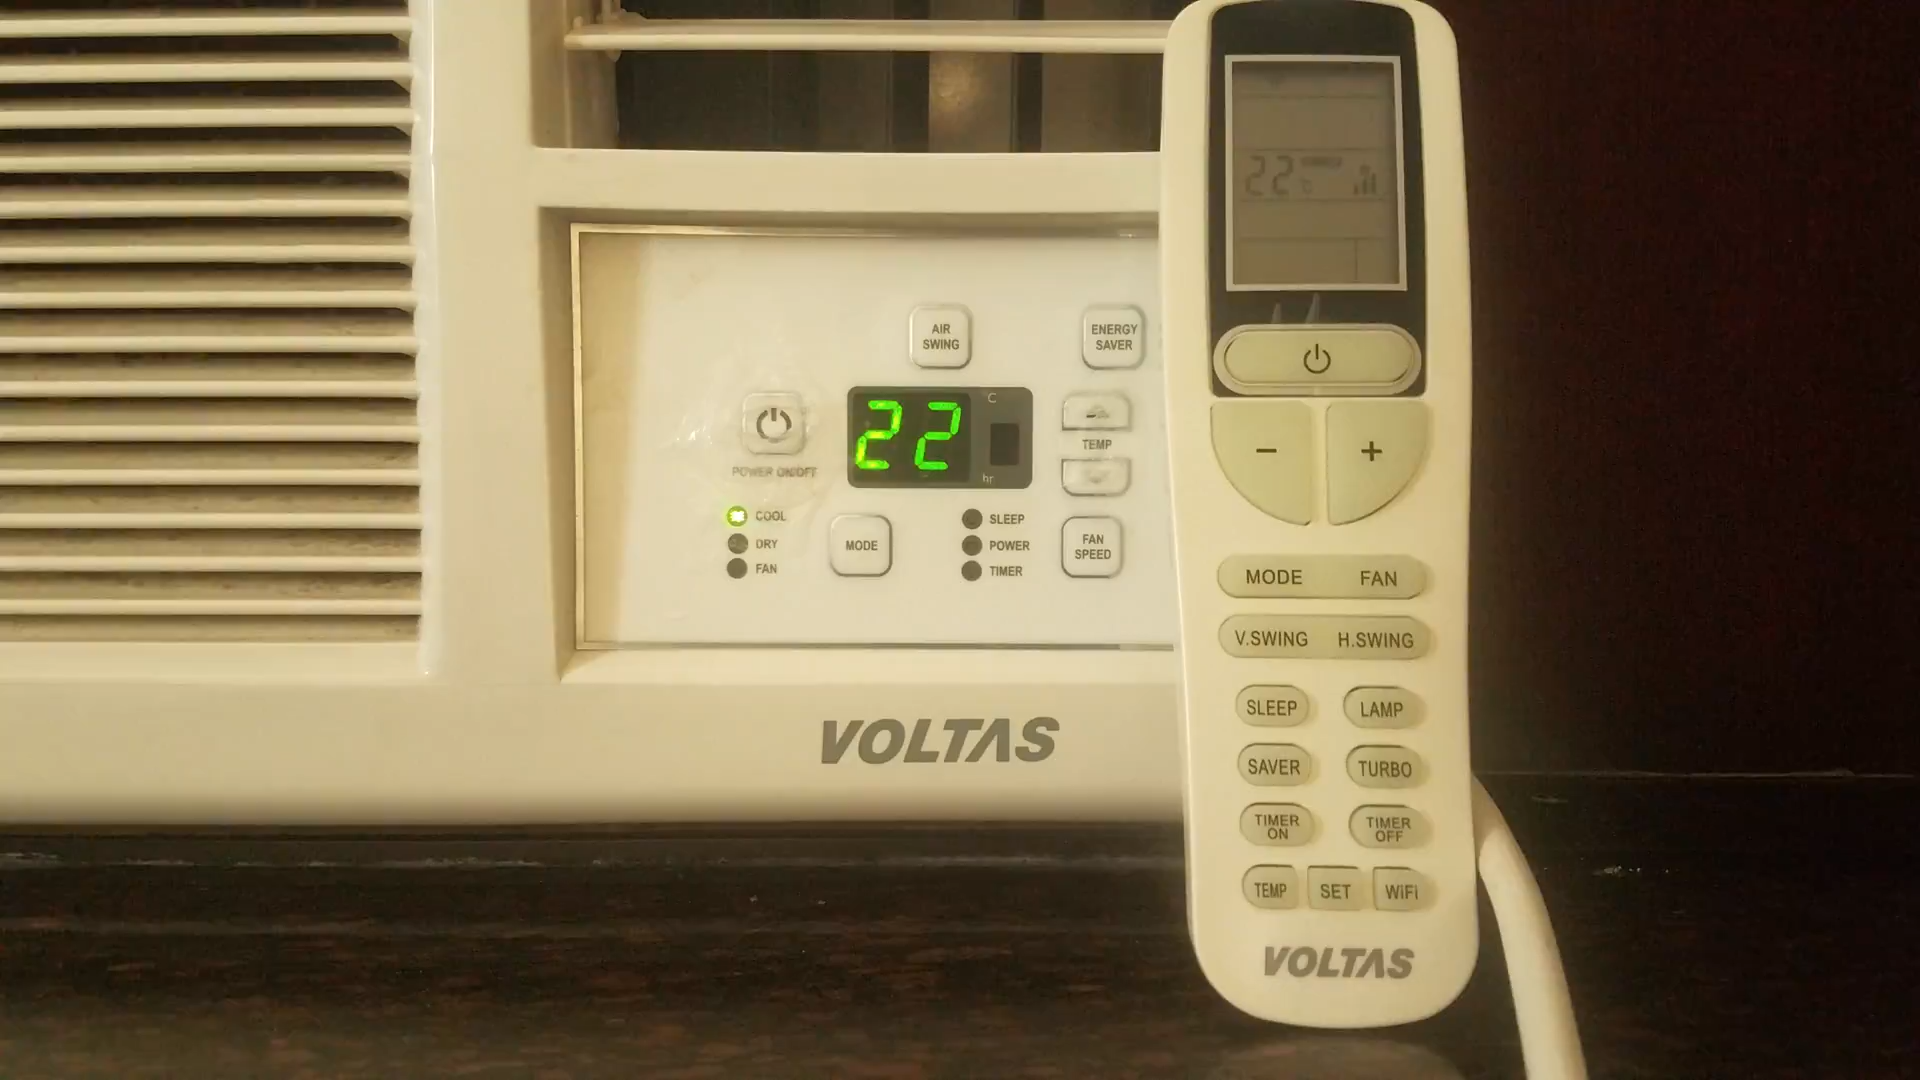 AIR
SWING
ENERGY
SAVER
POWER ON/OFF
22
C
hr
TEMP
COOL
DRY
FAN
MODE
SLEEP
POWER
TIMER
FAN
SPEED
VOLTAS
22 °C
− +
MODE FAN
V.SWING H.SWING
SLEEP LAMP
SAVER TURBO
TIMER
ON
TIMER
OFF
TEMP SET WiFi
VOLTAS